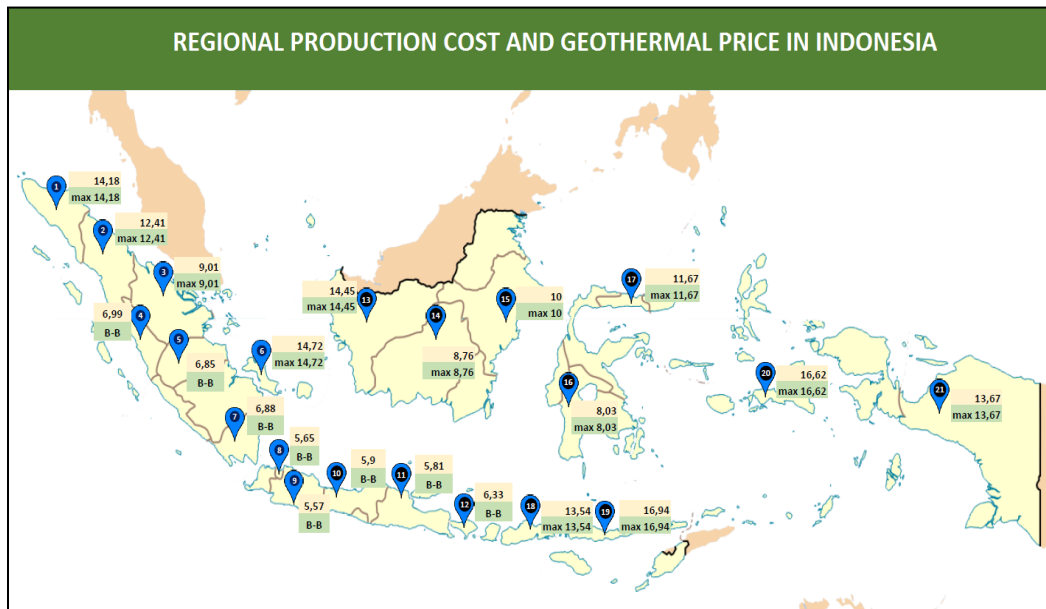 REGIONAL PRODUCTION COST AND GEOTHERMAL PRICE IN INDONESIA
1
14,18
max 14,18
2
12,41
max 12,41
3
9,01
max 9,01
4
6,99
B-B
5
6,85
B-B
6
14,72
max 14,72
7
6,88
B-B
8
5,65
B-B
9
5,57
B-B
10
5,9
B-B
11
5,81
B-B
12
6,33
B-B
13
14,45
max 14,45
14
8,76
max 8,76
15
10
max 10
16
8,03
max 8,03
17
11,67
max 11,67
18
13,54
max 13,54
19
16,94
max 16,94
20
16,62
max 16,62
21
13,67
max 13,67